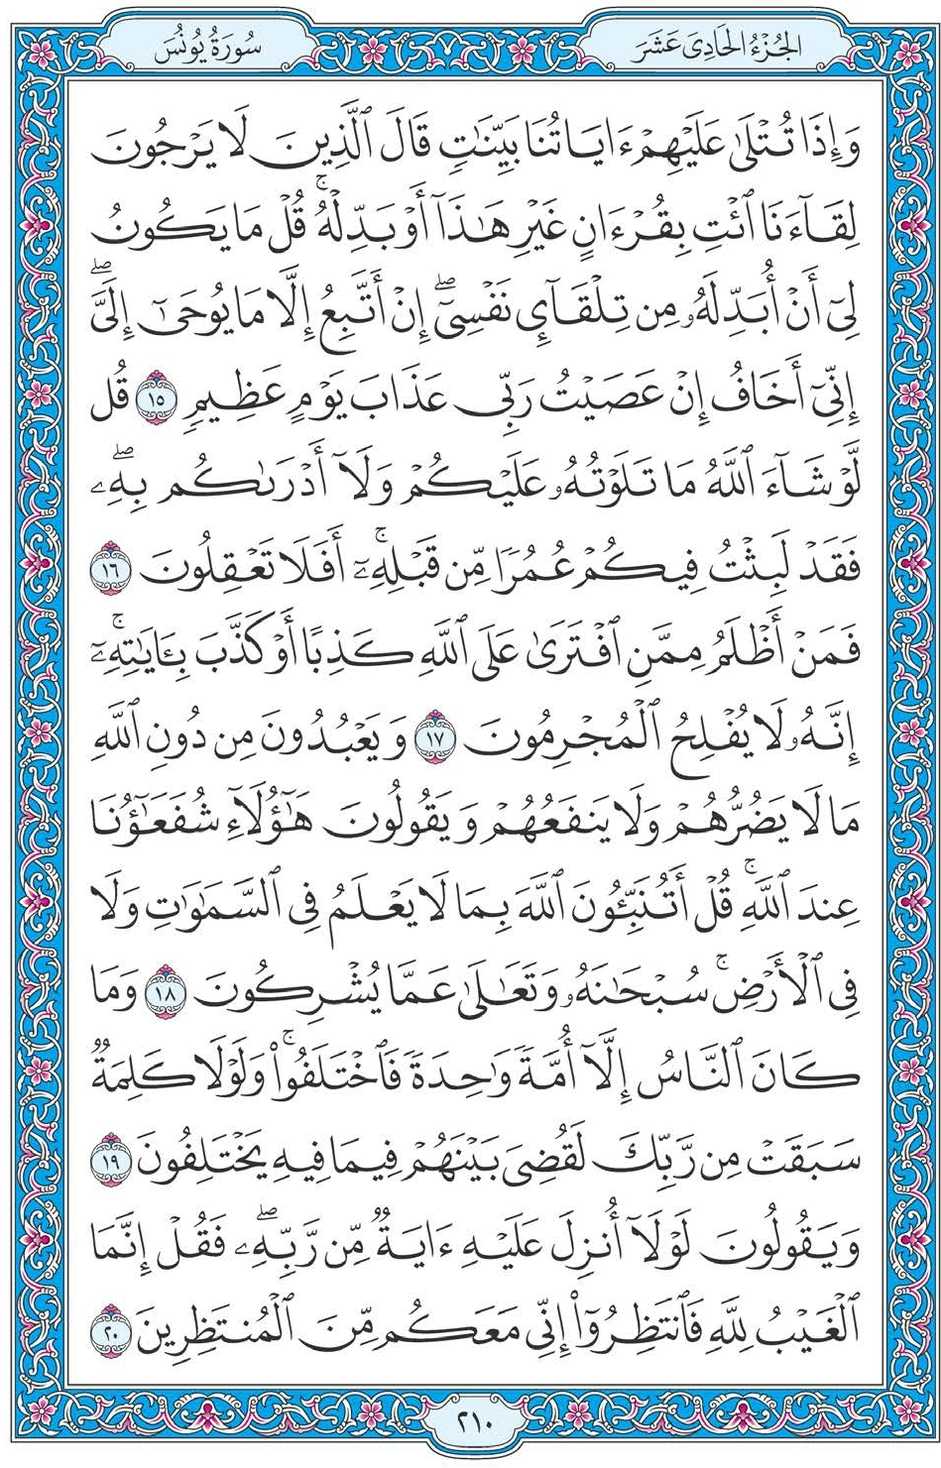 الجُزْءُ الحَادِىَ عَشَرَ
سُورَةُ يُونُسَ
وَإِذَا تُتۡلَىٰ عَلَيۡهِمۡ ءَايَاتُنَا بَيِّنَٰتٖ قَالَ ٱلَّذِينَ لَا يَرۡجُونَ
لِقَآءَنَا ٱئۡتِ بِقُرۡءَانٍ غَيۡرِ هَٰذَآ أَوۡ بَدِّلۡهُۚ قُلۡ مَا يَكُونُ
لِيٓ أَنۡ أُبَدِّلَهُۥ مِن تِلۡقَآيِٕ نَفۡسِيٓۖ إِنۡ أَتَّبِعُ إِلَّا مَا يُوحَىٰٓ إِلَيَّۖ
إِنِّيٓ أَخَافُ إِنۡ عَصَيۡتُ رَبِّي عَذَابَ يَوۡمٍ عَظِيمٖ ١٥ قُل
لَّوۡ شَآءَ ٱللَّهُ مَا تَلَوۡتُهُۥ عَلَيۡكُمۡ وَلَآ أَدۡرَىٰكُم بِهِۦۖ
فَقَدۡ لَبِثۡتُ فِيكُمۡ عُمُرٗا مِّن قَبۡلِهِۦٓۚ أَفَلَا تَعۡقِلُونَ ١٦
فَمَنۡ أَظۡلَمُ مِمَّنِ ٱفۡتَرَىٰ عَلَى ٱللَّهِ كَذِبًا أَوۡ كَذَّبَ بِـَٔايَٰتِهِۦٓۚ
إِنَّهُۥ لَا يُفۡلِحُ ٱلۡمُجۡرِمُونَ ١٧ وَيَعۡبُدُونَ مِن دُونِ ٱللَّهِ
مَا لَا يَضُرُّهُمۡ وَلَا يَنفَعُهُمۡ وَيَقُولُونَ هَٰٓؤُلَآءِ شُفَعَٰٓؤُنَا
عِندَ ٱللَّهِۚ قُلۡ أَتُنَبِّـُٔونَ ٱللَّهَ بِمَا لَا يَعۡلَمُ فِي ٱلسَّمَٰوَٰتِ وَلَا
فِي ٱلۡأَرۡضِۚ سُبۡحَٰنَهُۥ وَتَعَٰلَىٰ عَمَّا يُشۡرِكُونَ ١٨ وَمَا
كَانَ ٱلنَّاسُ إِلَّآ أُمَّةٗ وَٰحِدَةٗ فَٱخۡتَلَفُواْۚ وَلَوۡلَا كَلِمَةٞ
سَبَقَتۡ مِن رَّبِّكَ لَقُضِيَ بَيۡنَهُمۡ فِيمَا فِيهِ يَخۡتَلِفُونَ ١٩
وَيَقُولُونَ لَوۡلَآ أُنزِلَ عَلَيۡهِ ءَايَةٞ مِّن رَّبِّهِۦۖ فَقُلۡ إِنَّمَا
ٱلۡغَيۡبُ لِلَّهِ فَٱنتَظِرُوٓاْ إِنِّي مَعَكُم مِّنَ ٱلۡمُنتَظِرِينَ ٢٠
٢١٠